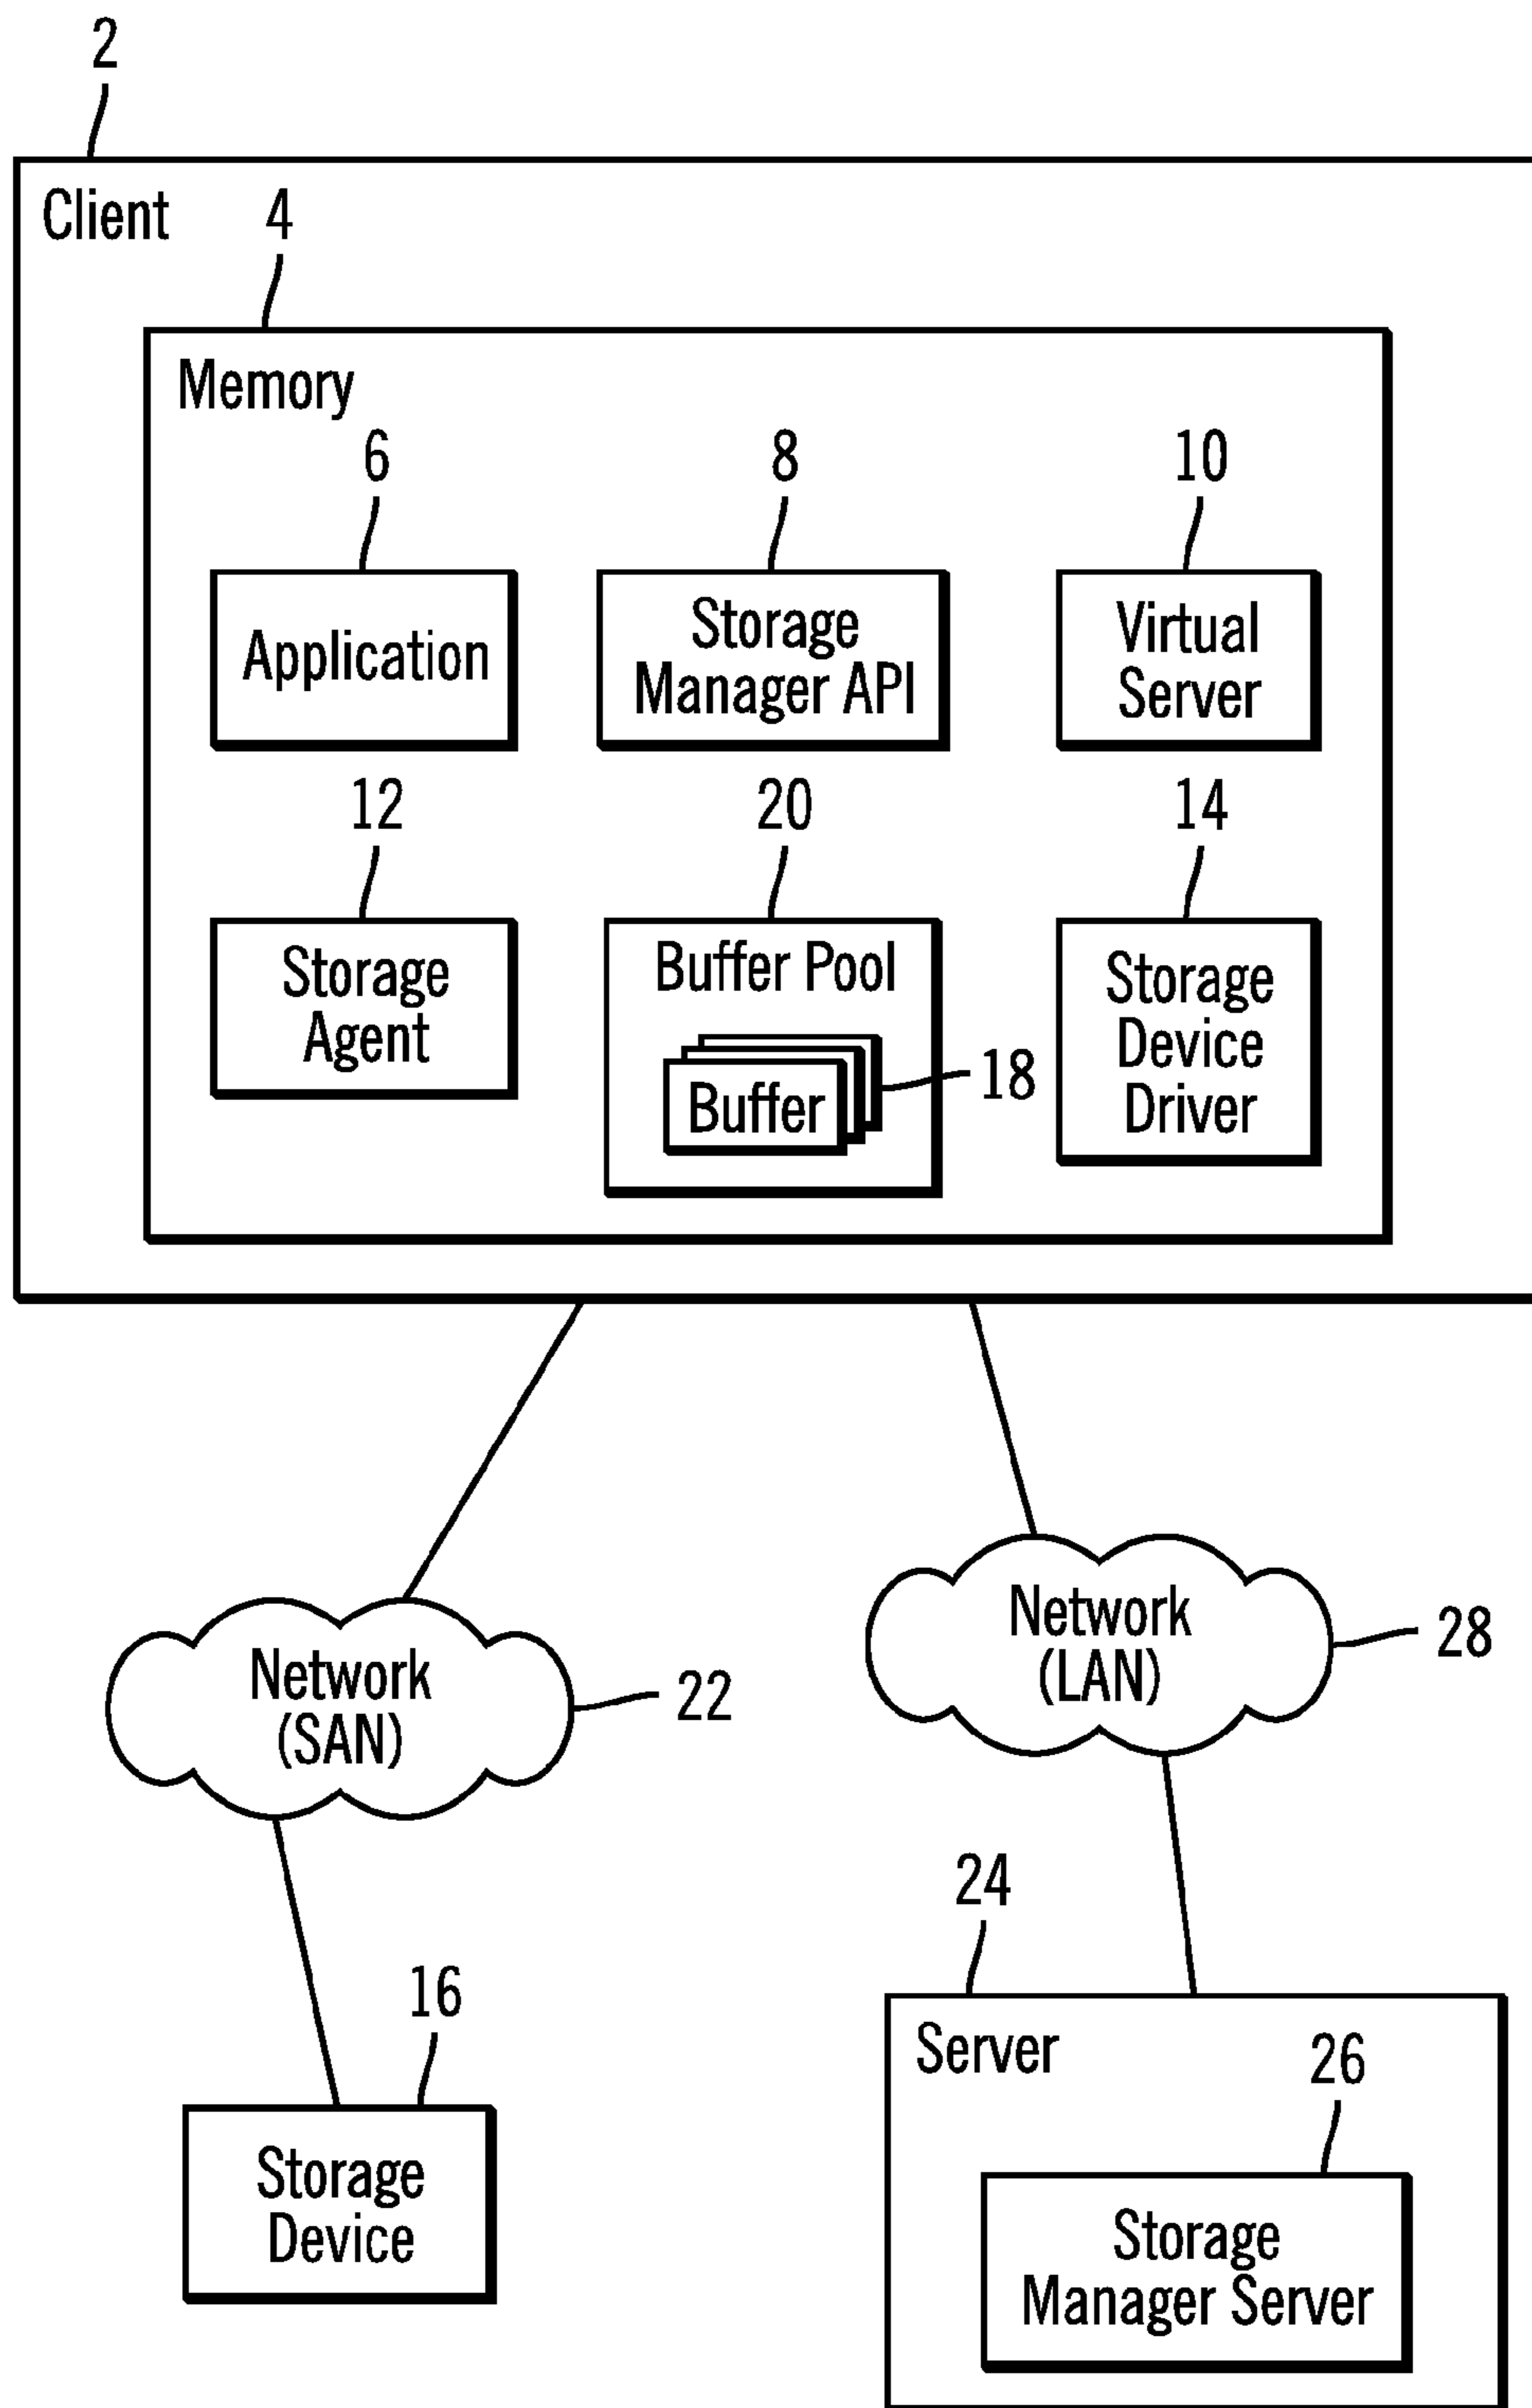 2
Client
4
Memory
6
8
10
Application
Storage
Manager API
Virtual
Server
12
20
14
Storage
Agent
Buffer Pool
Buffer
18
Storage
Device
Driver
Network
(SAN)
22
Network
(LAN)
28
16
Storage
Device
24
Server
26
Storage
Manager Server